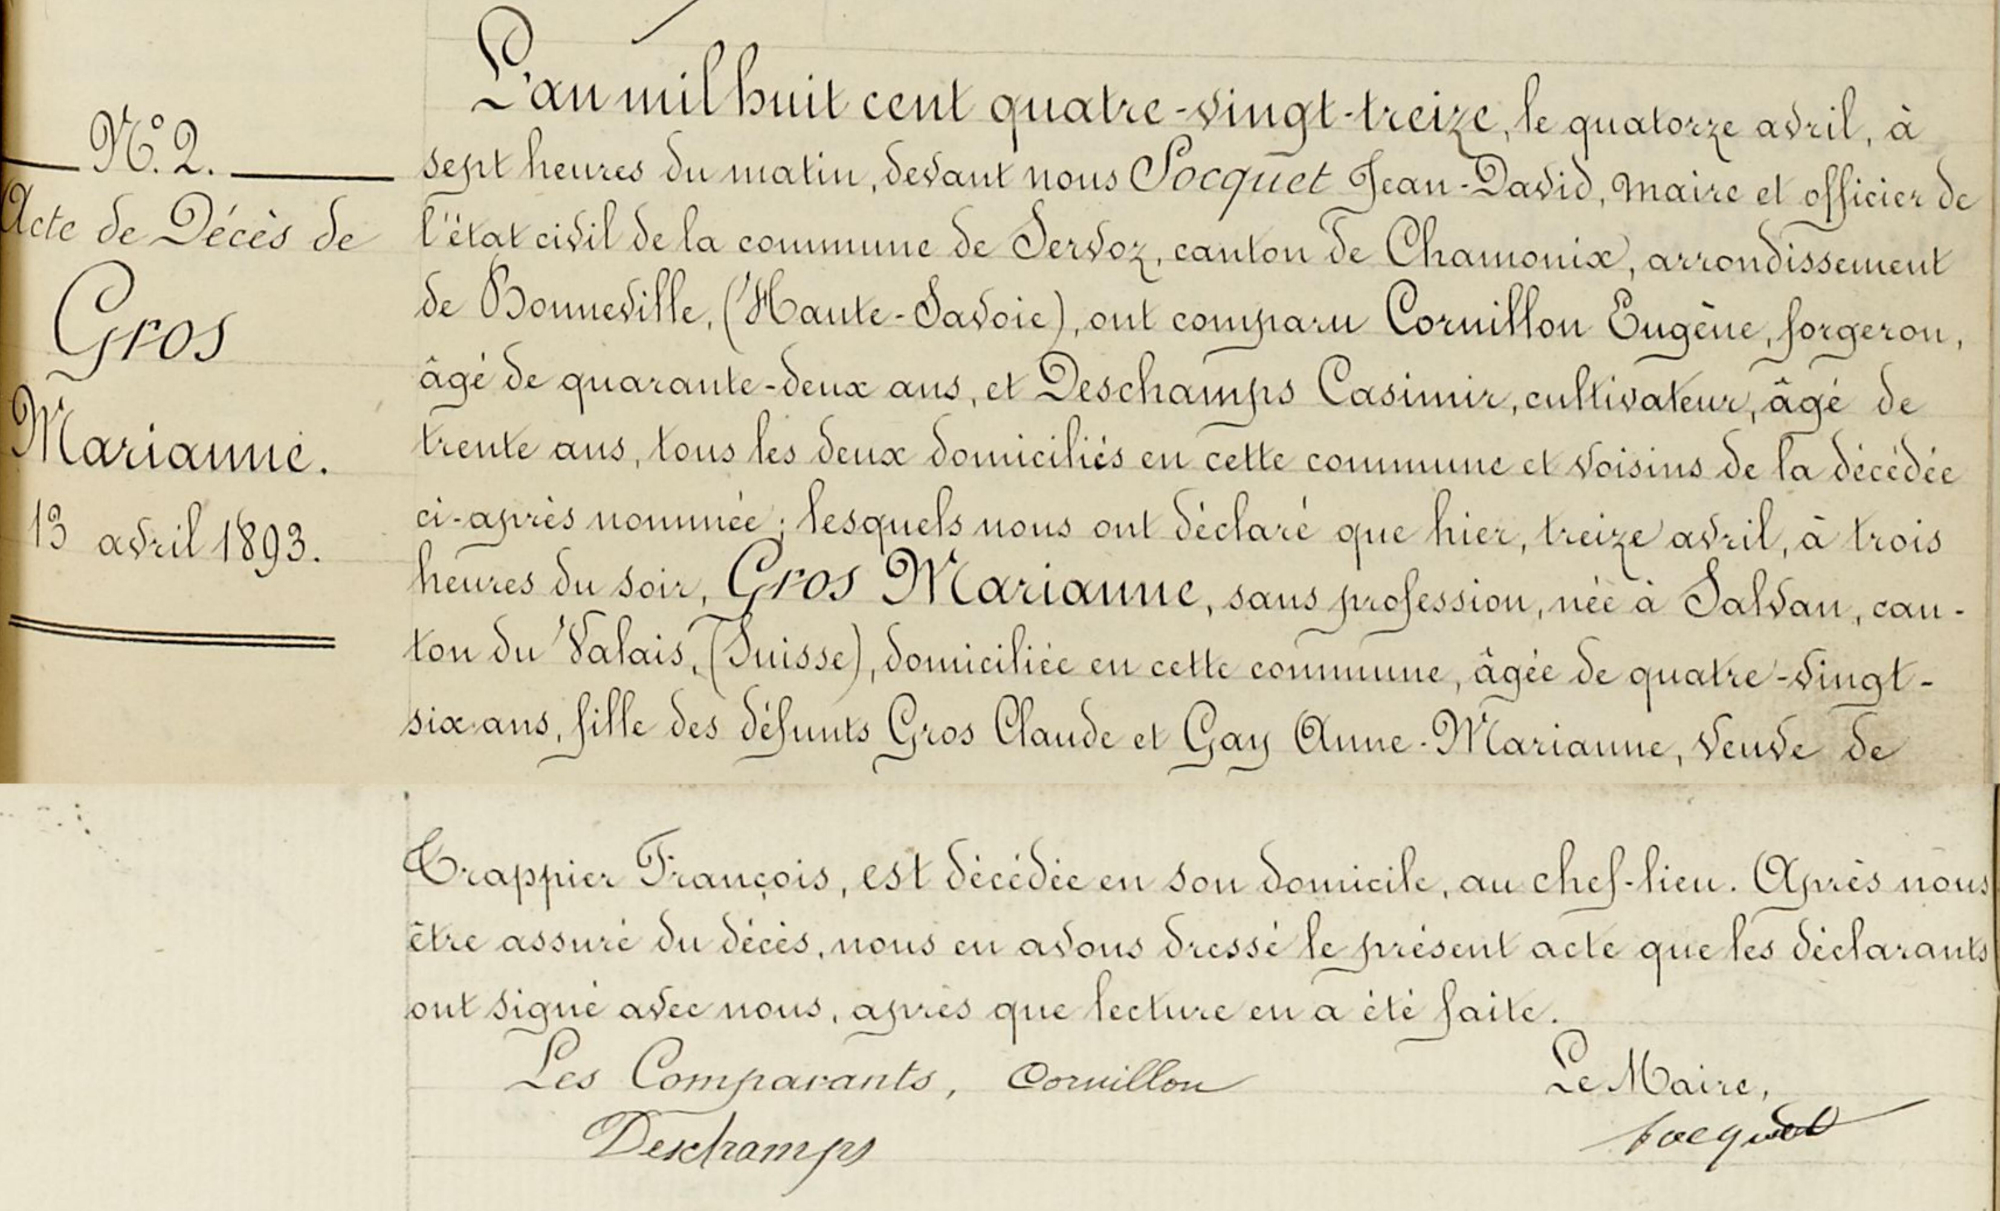 N.° 2.
Acte de Décès de
Gros
Marianne.
13 avril 1893.
L'an mil huit cent quatre-vingt-treize, le quatorze avril, à
sept heures du matin, devant nous Socquet Jean-David, maire et officier de
l'état civil de la commune de Servoz, canton de Chamonix, arrondissement
de Bonneville, (Haute-Savoie), ont comparu Cornillon Eugène, forgeron,
âgé de quarante-deux ans, et Deschamps Casimir, cultivateur, âgé de
trente ans, tous les deux domiciliés en cette commune et voisins de la décédée
ci-après nommée; lesquels nous ont déclaré que hier, treize avril, à trois
heures du soir, Gros Marianne, sans profession, née à Salvan, can-
ton du Valais, (Suisse), domiciliée en cette commune, âgée de quatre-vingt-
six ans, fille des défunts Gros Claude et Gay Anne-Marianne, veuve de
Trappier François, est décédée en son domicile, au chef-lieu. Après nous
être assuré du décès, nous en avons dressé le présent acte que les déclarants
ont signé avec nous, après que lecture en a été faite.
Les Comparants, Cornillon Le Maire,
Deschamps Socquet